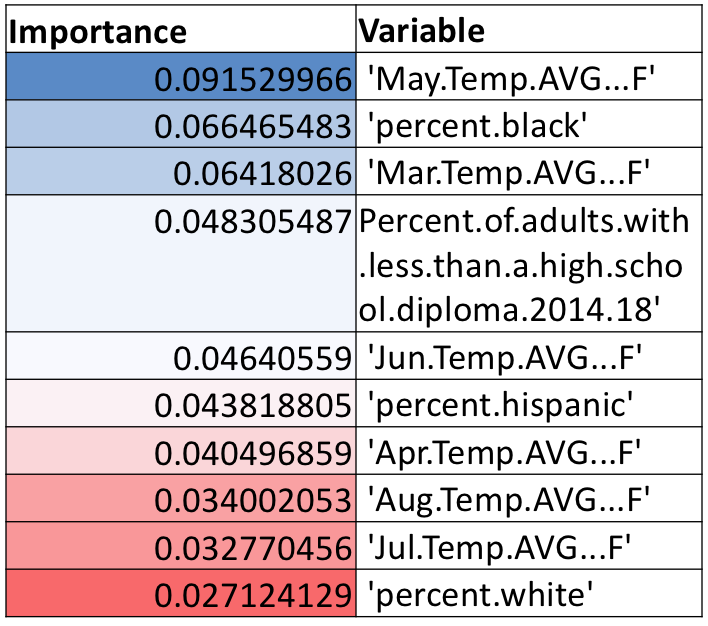 Importance Variable
0.091529966 'May.Temp.AVG...F'
0.066465483 'percent.black'
0.06418026 'Mar.Temp.AVG...F'
0.048305487 Percent.of.adults.with
.less.than.a.high.scho
ol.diploma.2014.18'
0.04640559 'Jun.Temp.AVG...F'
0.043818805 'percent.hispanic'
0.040496859 'Apr.Temp.AVG...F'
0.034002053 'Aug.Temp.AVG...F'
0.032770456 'Jul.Temp.AVG...F'
0.027124129 'percent.white'